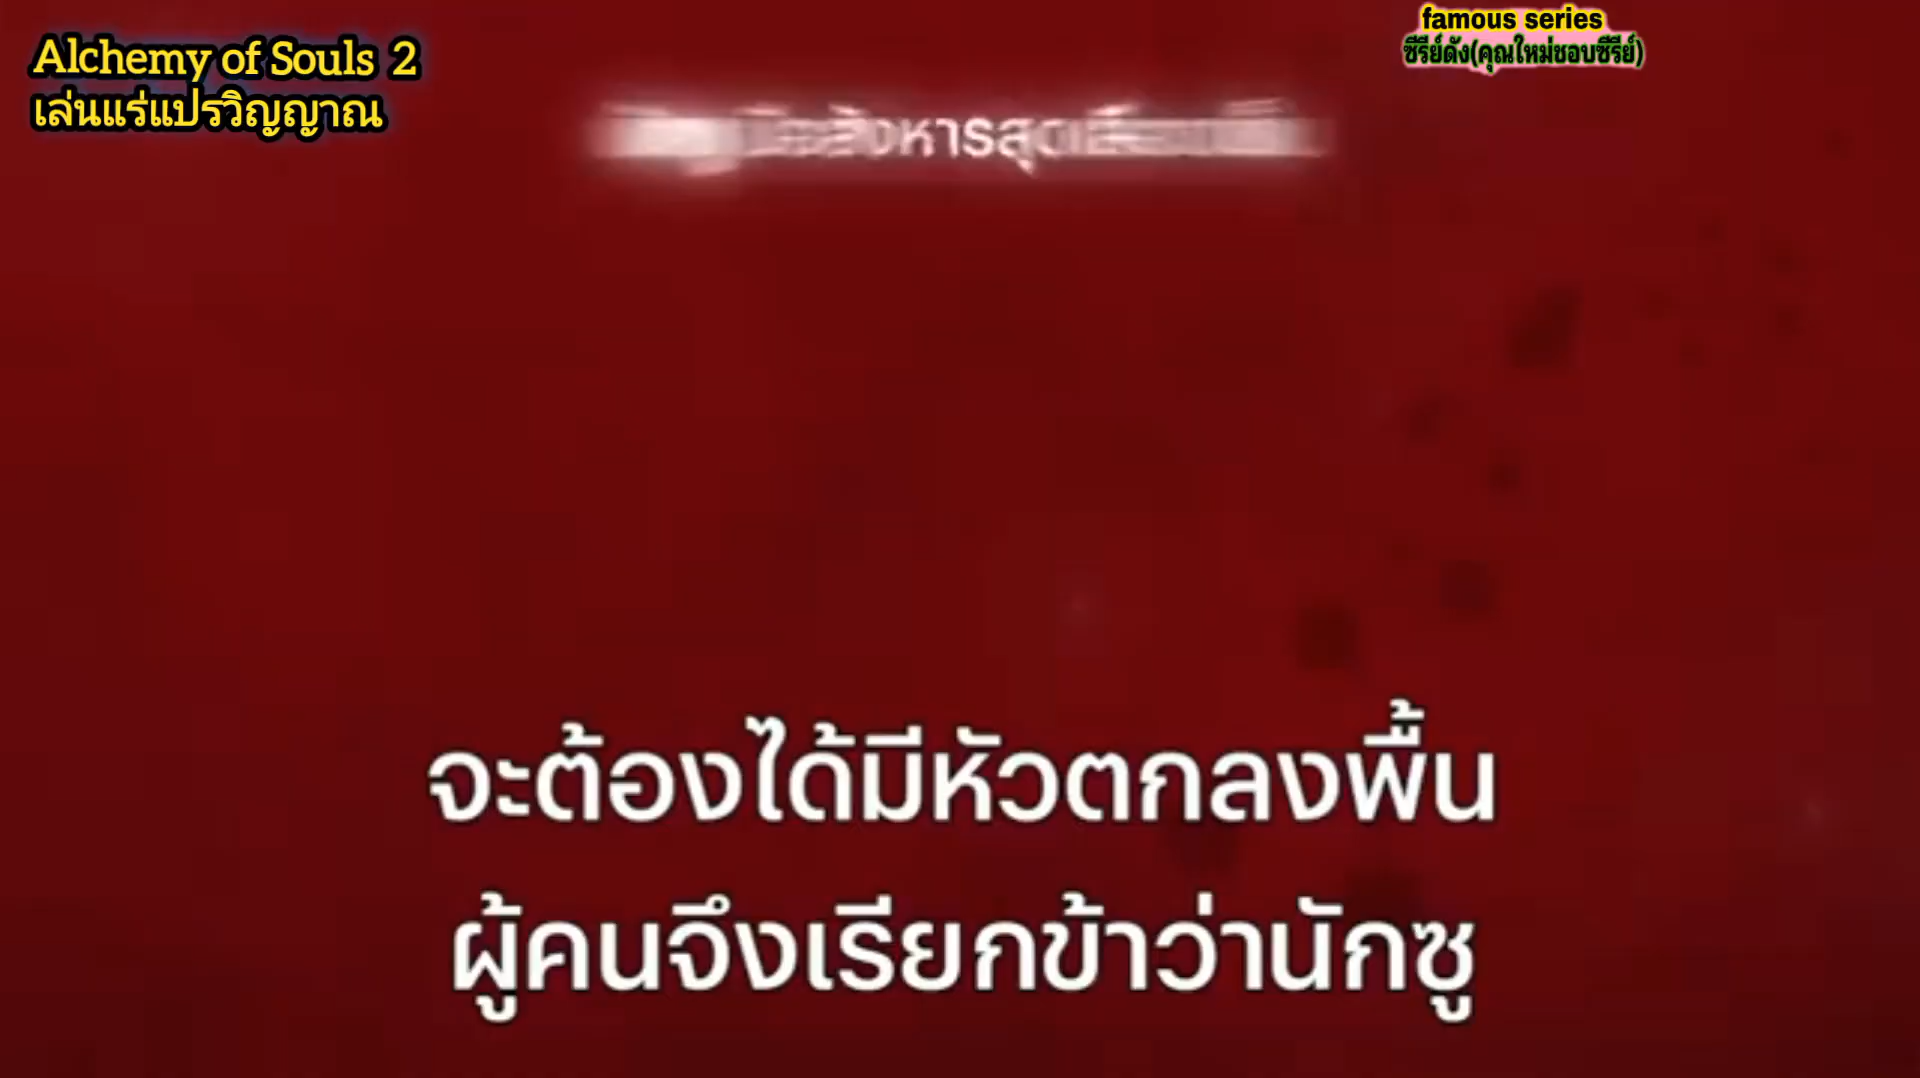 Alchemy of Souls 2
เล่นแร่แปรวิญญาณ
famous series
ซีรีย์ดัง(คุณใหม่ชอบซีรีย์)
จะต้องได้มีหัวตกลงพื้น
ผู้คนจึงเรียกข้าว่านักซู